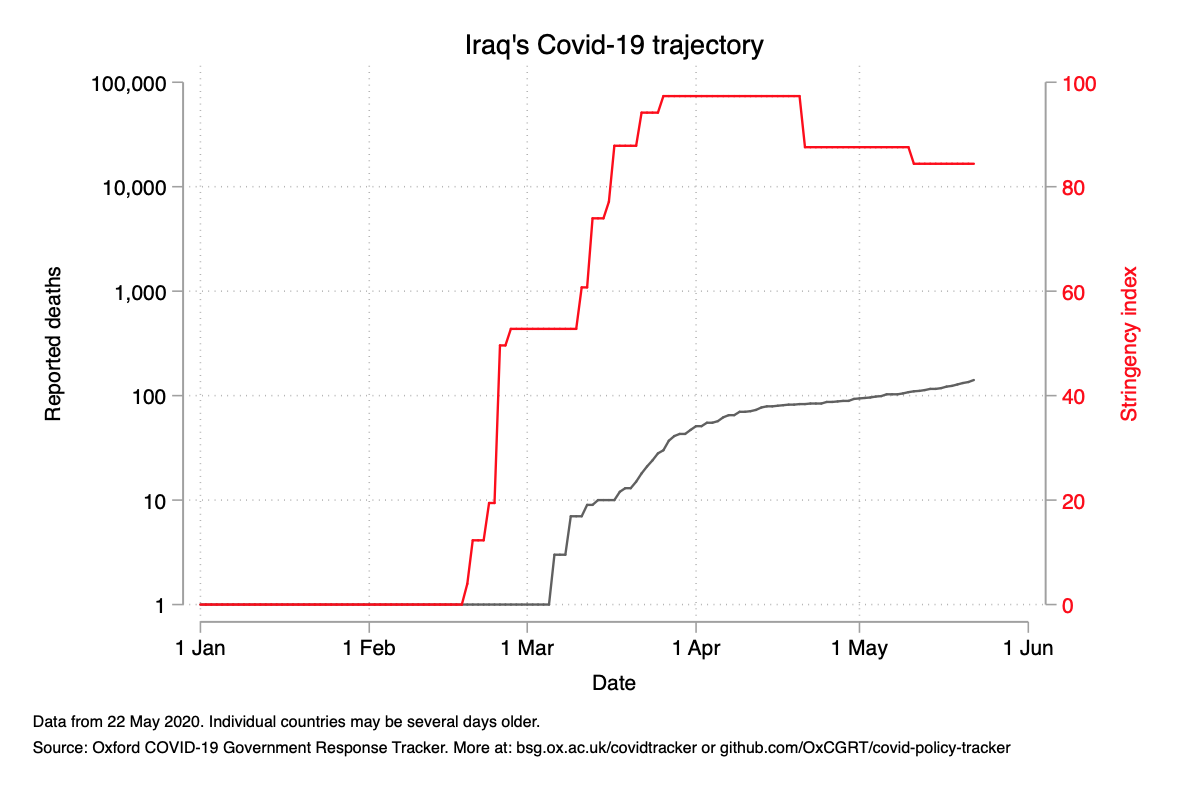 Iraq's Covid-19 trajectory
100,000
10,000
1,000
100
10
1
Reported deaths
100
80
60
40
20
0
Stringency index
1 Jan
1 Feb
1 Mar
1 Apr
1 May
1 Jun
Date
Data from 22 May 2020. Individual countries may be several days older.
Source: Oxford COVID-19 Government Response Tracker. More at: bsg.ox.ac.uk/covidtracker or github.com/OxCGRT/covid-policy-tracker